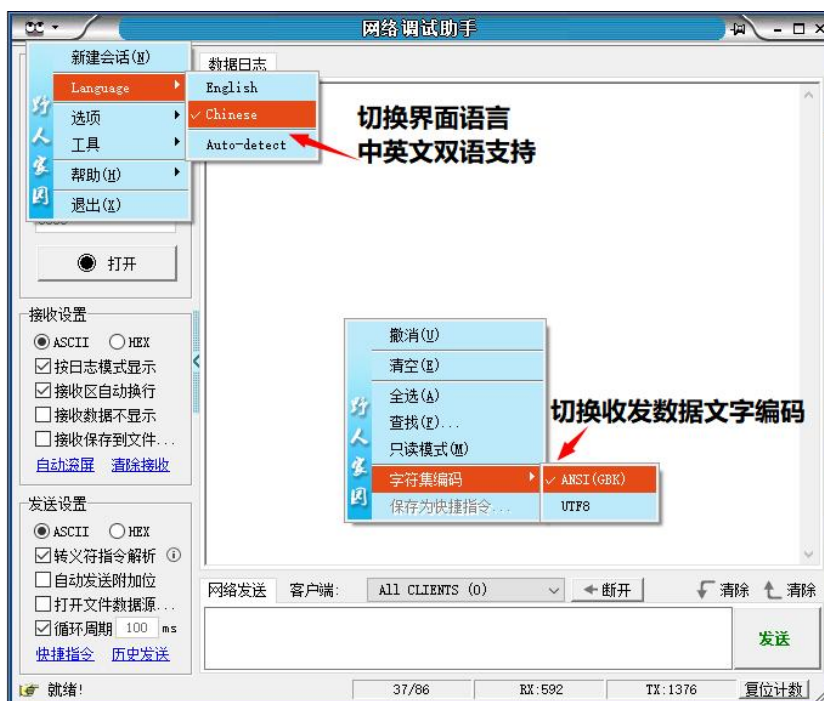 网络调试助手
新建会话(N)
Language
选项
工具
帮助(H)
退出(X)
野人家园
English
Chinese
Auto-detect
数据日志
切换界面语言
中英文双语支持
打开
接收设置
ASCII HEX
按日志模式显示
接收区自动换行
接收数据不显示
接收保存到文件...
自动滚屏 清除接收
撤消(U)
清空(E)
全选(A)
查找(F)...
只读模式(M)
字符集编码
保存为快捷指令...
野人家园
ANSI(GBK)
UTF8
切换收发数据文字编码
发送设置
ASCII HEX
转义符指令解析
自动发送附加位
打开文件数据源...
循环周期 100 ms
快捷指令 历史发送
网络发送 客户端: All CLIENTS (0) 断开 清除 清除
发送
就绪! 37/86 RX:592 TX:1376 复位计数